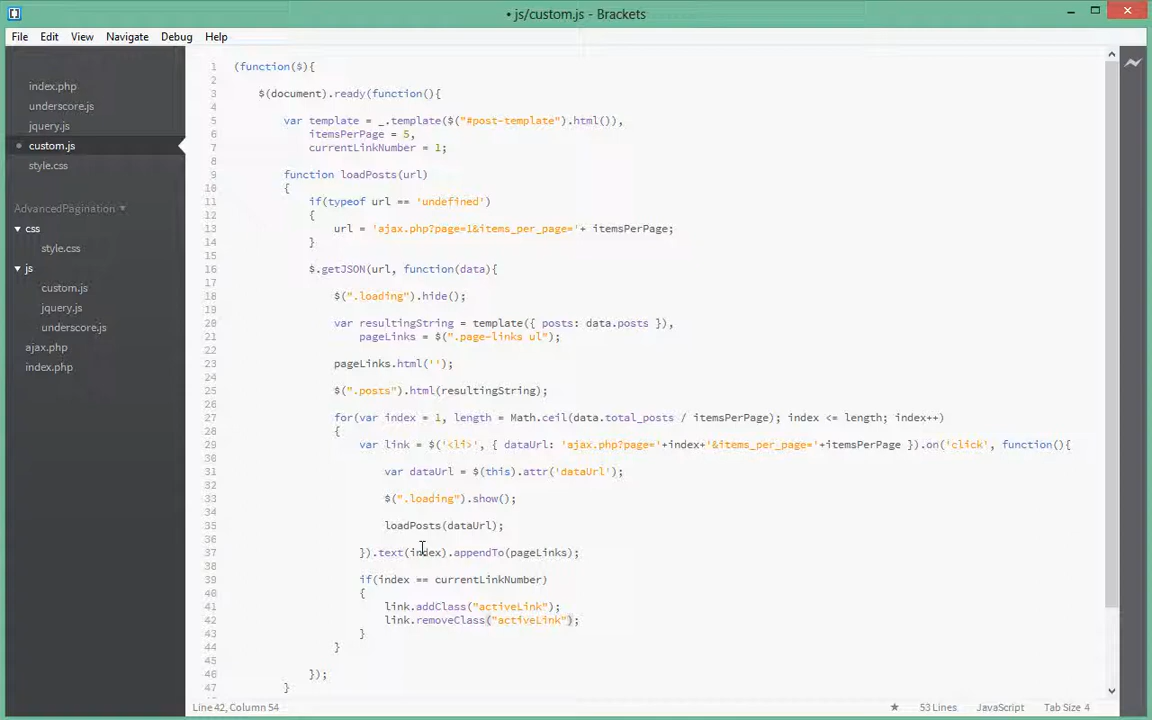 • js/custom.js - Brackets
File Edit View Navigate Debug Help
index.php
underscore.js
jquery.js
custom.js
style.css
AdvancedPagination
css
style.css
js
custom.js
jquery.js
underscore.js
ajax.php
index.php
1 (function($){
2
3 $(document).ready(function(){
4
5 var template = _.template($("#post-template").html()),
6 itemsPerPage = 5,
7 currentLinkNumber = 1;
8
9 function loadPosts(url)
10 {
11 if(typeof url == 'undefined')
12 {
13 url = 'ajax.php?page=1&items_per_page='+ itemsPerPage;
14 }
15
16 $.getJSON(url, function(data){
17
18 $(".loading").hide();
19
20 var resultingString = template({ posts: data.posts }),
21 pageLinks = $(".page-links ul");
22
23 pageLinks.html('');
24
25 $(".posts").html(resultingString);
26
27 for(var index = 1, length = Math.ceil(data.total_posts / itemsPerPage); index <= length; index++)
28 {
29 var link = $('<li>', { dataUrl: 'ajax.php?page='+index+'&items_per_page='+itemsPerPage }).on('click', function(){
30
31 var dataUrl = $(this).attr('dataUrl');
32
33 $(".loading").show();
34
35 loadPosts(dataUrl);
36
37 }).text(index).appendTo(pageLinks);
38
39 if(index == currentLinkNumber)
40 {
41 link.addClass("activeLink");
42 link.removeClass("activeLink");
43 }
44 }
45
46 });
47 }
Line 42, Column 54
53 Lines JavaScript Tab Size 4